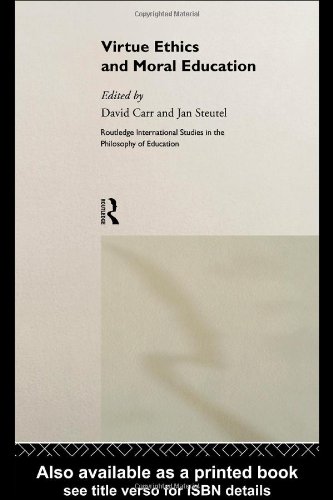 Virtue Ethics
and Moral Education
Edited by
David Carr and Jan Steutel
Routledge International Studies in the
Philosophy of Education
ROUTLEDGE
Also available as a printed book
see title verso for ISBN details